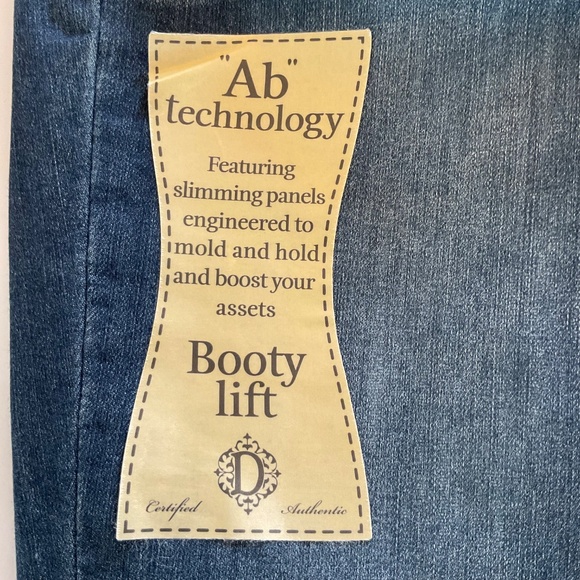 "Ab"
technology
Featuring
slimming panels
engineered to
mold and hold
and boost your
assets
Booty
lift
D
Certified Authentic